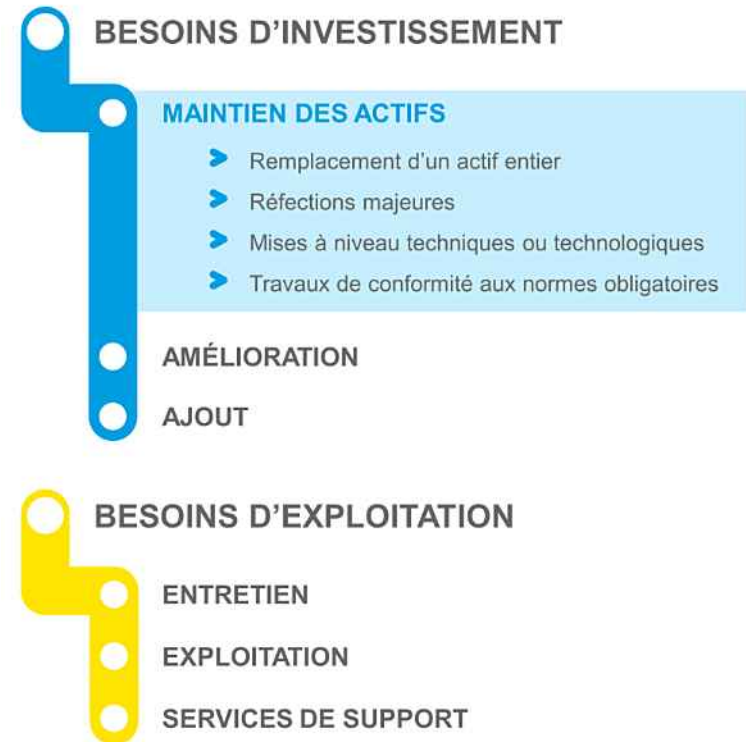 BESOINS D'INVESTISSEMENT
MAINTIEN DES ACTIFS
Remplacement d'un actif entier
Réfections majeures
Mises à niveau techniques ou technologiques
Travaux de conformité aux normes obligatoires
AMÉLIORATION
AJOUT
BESOINS D'EXPLOITATION
ENTRETIEN
EXPLOITATION
SERVICES DE SUPPORT